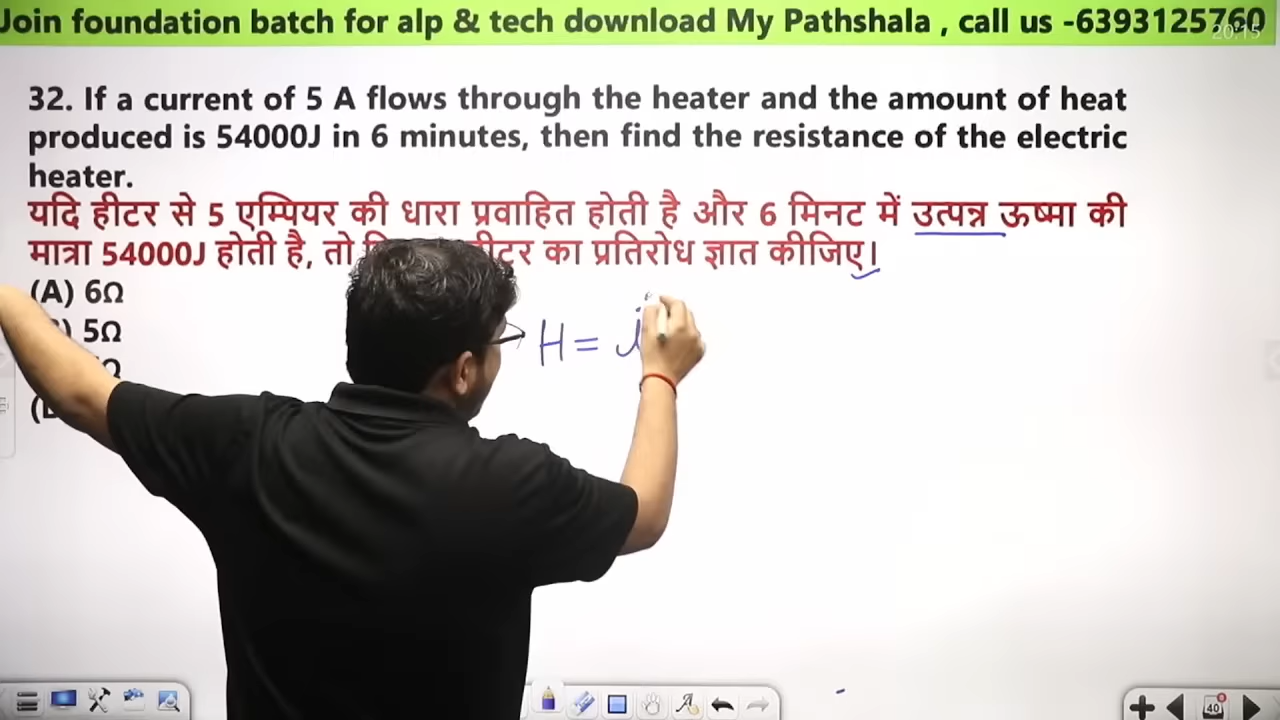 Join foundation batch for alp & tech download My Pathshala , call us -6393125760
20:15
32. If a current of 5 A flows through the heater and the amount of heat
produced is 54000J in 6 minutes, then find the resistance of the electric
heater.
यदि हीटर से 5 एम्पियर की धारा प्रवाहित होती है और 6 मिनट में उत्पन्न ऊष्मा की
मात्रा 54000J होती है, तो हीटर का प्रतिरोध ज्ञात कीजिए।
(A) 6Ω
5Ω
H = i
40